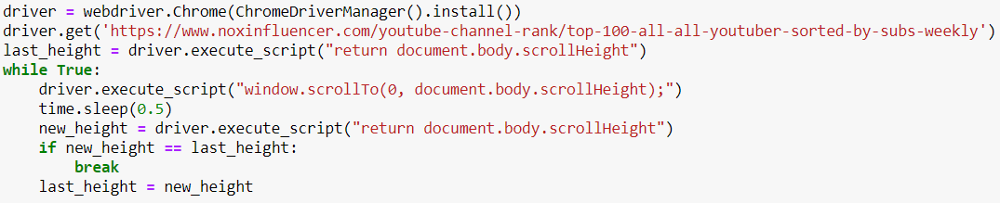 driver = webdriver.Chrome(ChromeDriverManager().install())
driver.get('https://www.noxinfluencer.com/youtube-channel-rank/top-100-all-all-youtuber-sorted-by-subs-weekly')
last_height = driver.execute_script("return document.body.scrollHeight")
while True:
    driver.execute_script("window.scrollTo(0, document.body.scrollHeight);")
    time.sleep(0.5)
    new_height = driver.execute_script("return document.body.scrollHeight")
    if new_height == last_height:
        break
    last_height = new_height